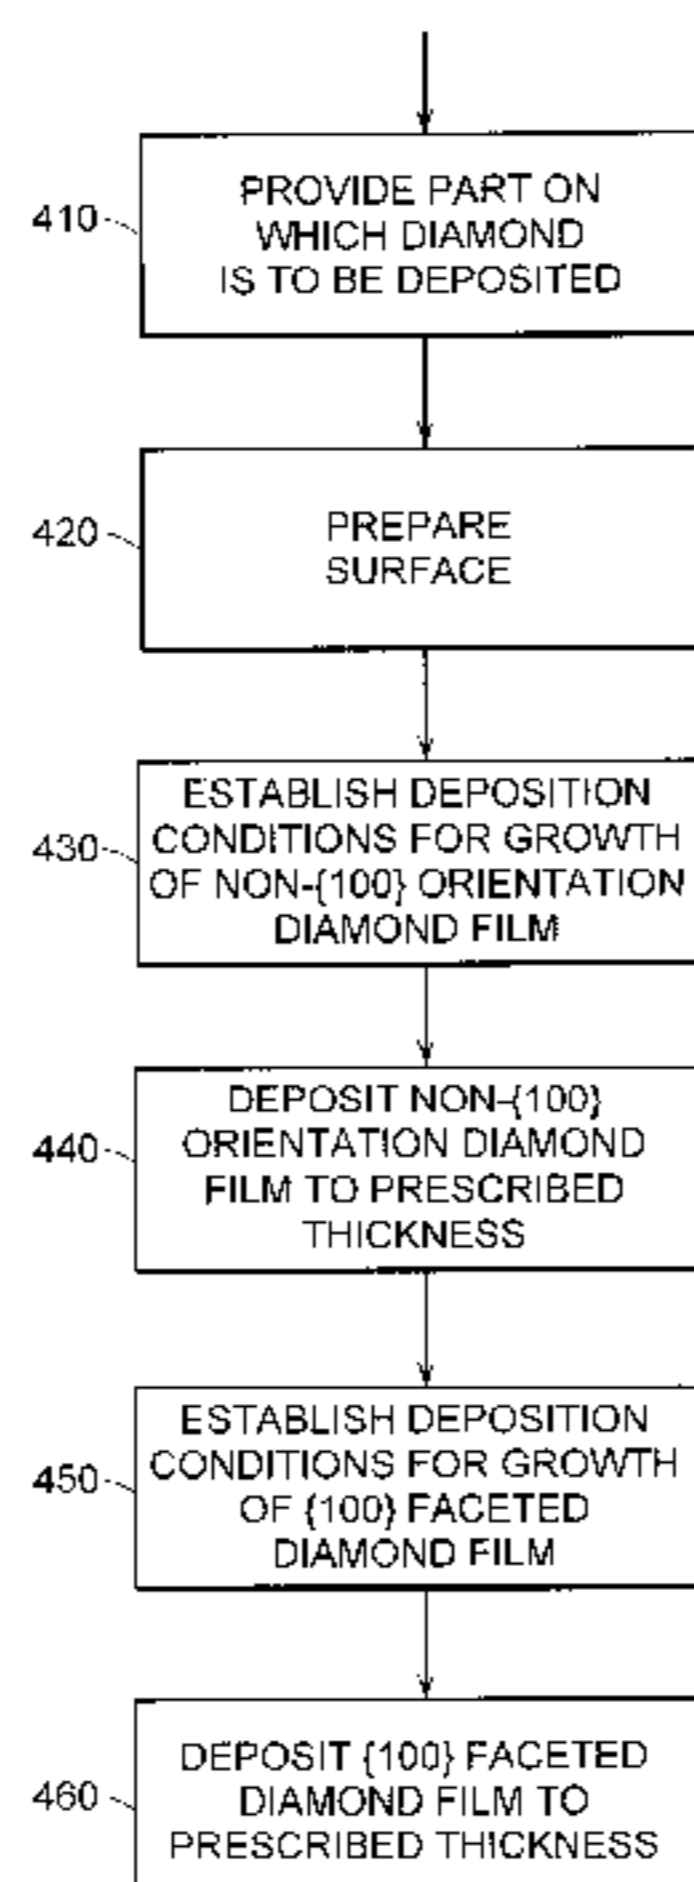 410
PROVIDE PART ON
WHICH DIAMOND
IS TO BE DEPOSITED
420
PREPARE
SURFACE
430
ESTABLISH DEPOSITION
CONDITIONS FOR GROWTH
OF NON-{100} ORIENTATION
DIAMOND FILM
440
DEPOSIT NON-{100}
ORIENTATION DIAMOND
FILM TO PRESCRIBED
THICKNESS
450
ESTABLISH DEPOSITION
CONDITIONS FOR GROWTH
OF {100} FACETED
DIAMOND FILM
460
DEPOSIT {100} FACETED
DIAMOND FILM TO
PRESCRIBED THICKNESS